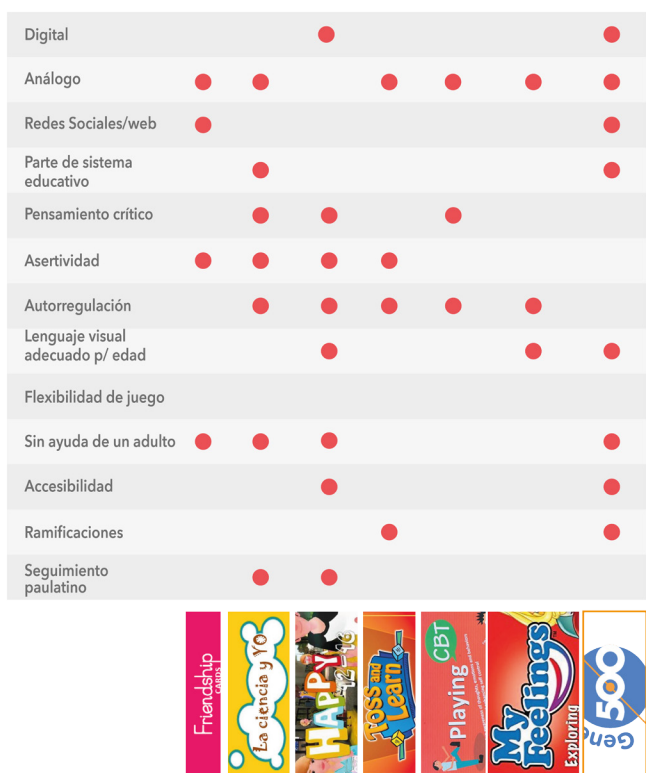 Digital
Análogo
Redes Sociales/web
Parte de sistema
educativo
Pensamiento crítico
Asertividad
Autorregulación
Lenguaje visual
adecuado p/ edad
Flexibilidad de juego
Sin ayuda de un adulto
Accesibilidad
Ramificaciones
Seguimiento
paulatino
Friendship
CARDS
La ciencia y YO
HAPPY
12-16
TOSS and
Learn
Playing
CBT
My
Feelings
Exploring
Gene
500